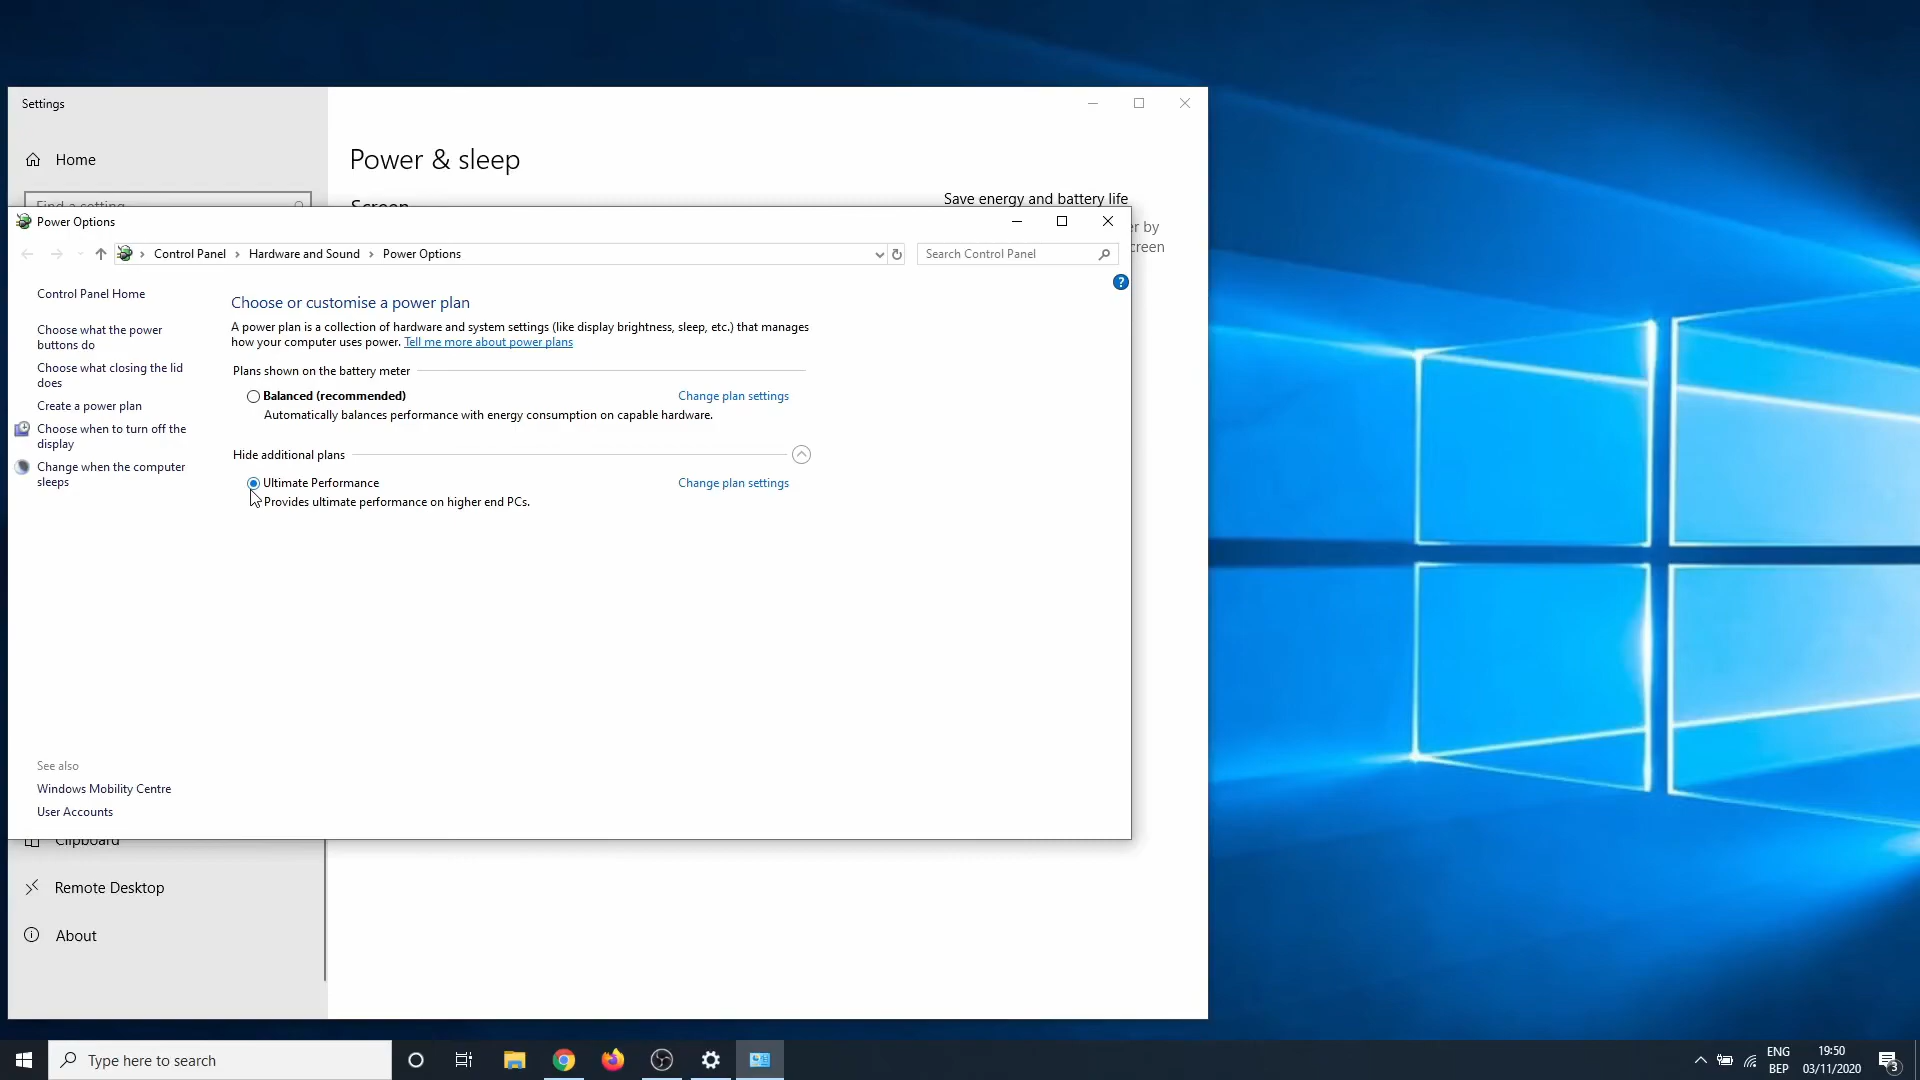 Settings
Home
Power & sleep
Find a setting
Screen
Save energy and battery life
er by
creen
Power Options
Control Panel › Hardware and Sound › Power Options
Search Control Panel
?
Control Panel Home
Choose what the power
buttons do
Choose what closing the lid
does
Create a power plan
Choose when to turn off the
display
Change when the computer
sleeps
Choose or customise a power plan
A power plan is a collection of hardware and system settings (like display brightness, sleep, etc.) that manages
how your computer uses power. Tell me more about power plans
Plans shown on the battery meter
Balanced (recommended) Change plan settings
Automatically balances performance with energy consumption on capable hardware.
Hide additional plans
Ultimate Performance Change plan settings
Provides ultimate performance on higher end PCs.
See also
Windows Mobility Centre
User Accounts
Clipboard
Remote Desktop
About
Type here to search
ENG
BEP
19:50
03/11/2020
3